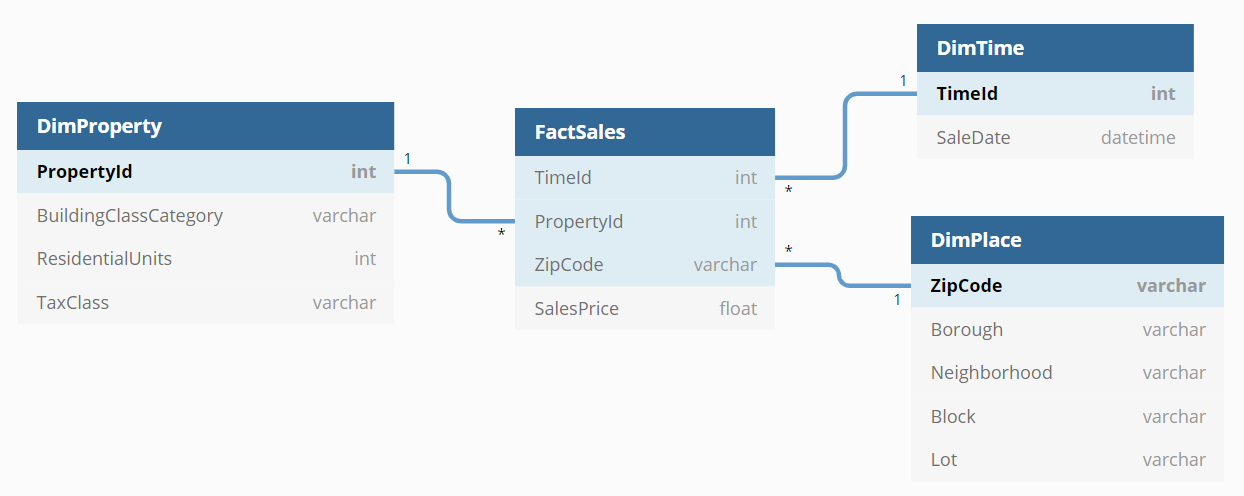 DimProperty
PropertyId int
BuildingClassCategory varchar
ResidentialUnits int
TaxClass varchar
1
*
FactSales
TimeId int
PropertyId int
ZipCode varchar
SalesPrice float
*
1
*
1
DimTime
TimeId int
SaleDate datetime
DimPlace
ZipCode varchar
Borough varchar
Neighborhood varchar
Block varchar
Lot varchar